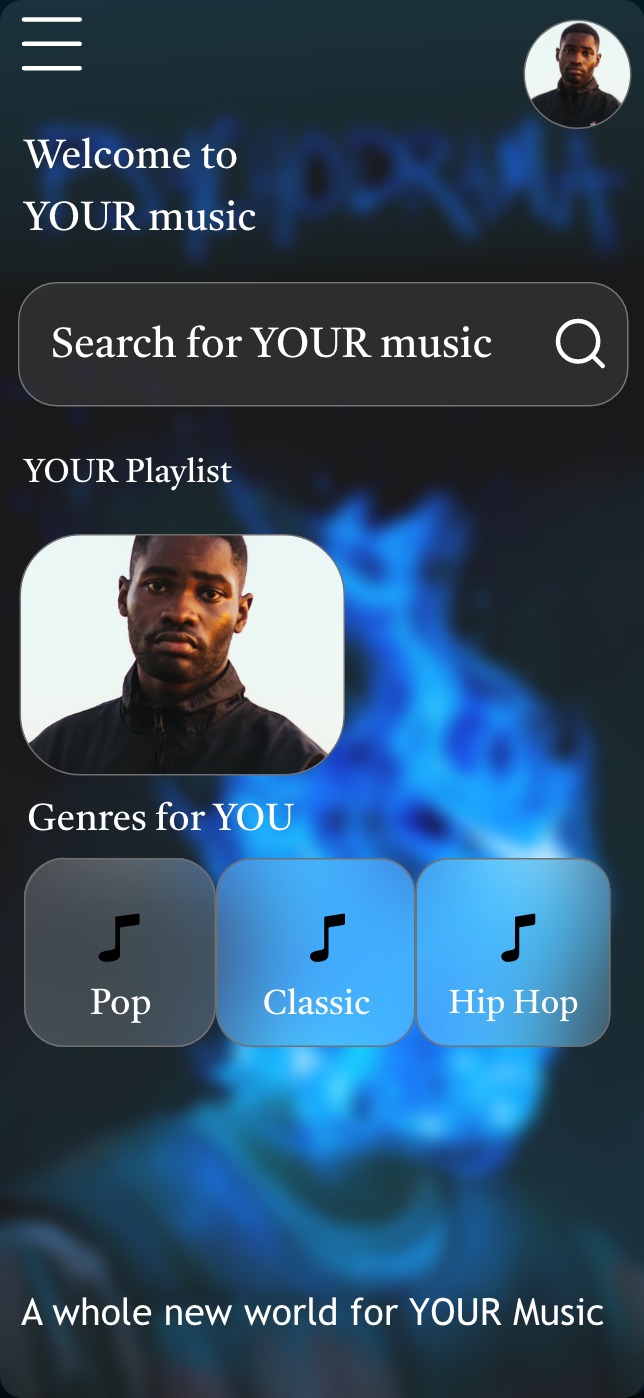 PSYCHODRAMA
Welcome to
YOUR music
Search for YOUR music
YOUR Playlist
Genres for YOU
Pop
Classic
Hip Hop
A whole new world for YOUR Music